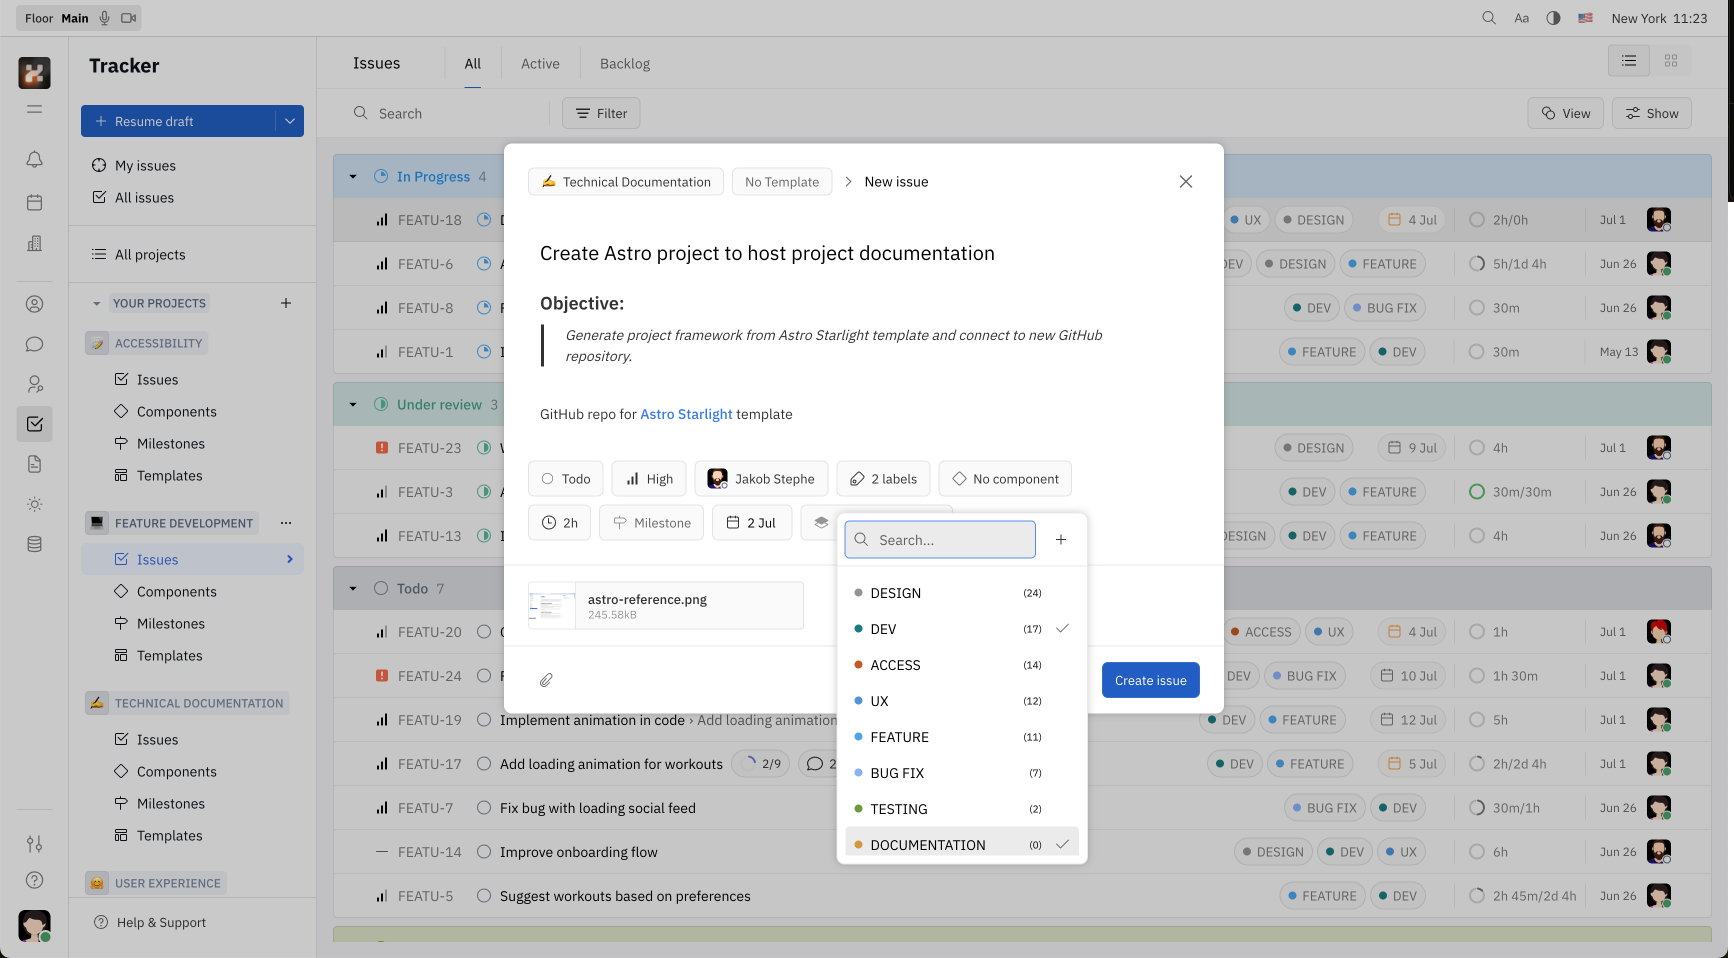 Floor Main
Aa
New York 11:23
Tracker
Resume draft
My issues
All issues
All projects
YOUR PROJECTS
ACCESSIBILITY
Issues
Components
Milestones
Templates
FEATURE DEVELOPMENT
Issues
Components
Milestones
Templates
TECHNICAL DOCUMENTATION
Issues
Components
Milestones
Templates
USER EXPERIENCE
Help & Support
Issues All Active Backlog
Search Filter View Show
In Progress 4
FEATU-18 UX DESIGN 4 Jul 2h/0h Jul 1
FEATU-6 DESIGN FEATURE 5h/1d 4h Jun 26
FEATU-8 DEV BUG FIX 30m Jun 26
FEATU-1 FEATURE DEV 30m May 13
Under review 3
FEATU-23 DESIGN 9 Jul 4h Jul 1
FEATU-3 DEV FEATURE 30m/30m Jun 26
FEATU-13 DEV FEATURE 4h Jun 26
Todo 7
FEATU-20 ACCESS UX 4 Jul 1h Jul 1
FEATU-24 DEV BUG FIX 10 Jul 1h 30m Jul 1
FEATU-19 Implement animation in code › Add loading animation DEV FEATURE 12 Jul 5h Jul 1
FEATU-17 Add loading animation for workouts 2/9 2 DEV FEATURE 5 Jul 2h/2d 4h Jul 1
FEATU-7 Fix bug with loading social feed BUG FIX DEV 30m/1h Jun 26
FEATU-14 Improve onboarding flow DESIGN DEV UX 6h Jun 26
FEATU-5 Suggest workouts based on preferences FEATURE DEV 2h 45m/2d 4h Jun 26
Technical Documentation No Template > New issue
Create Astro project to host project documentation
Objective:
Generate project framework from Astro Starlight template and connect to new GitHub
repository.
GitHub repo for Astro Starlight template
Todo High Jakob Stephe 2 labels No component
2h Milestone 2 Jul
astro-reference.png
245.58kB
Create issue
Search...
DESIGN (24)
DEV (17)
ACCESS (14)
UX (12)
FEATURE (11)
BUG FIX (7)
TESTING (2)
DOCUMENTATION (0)